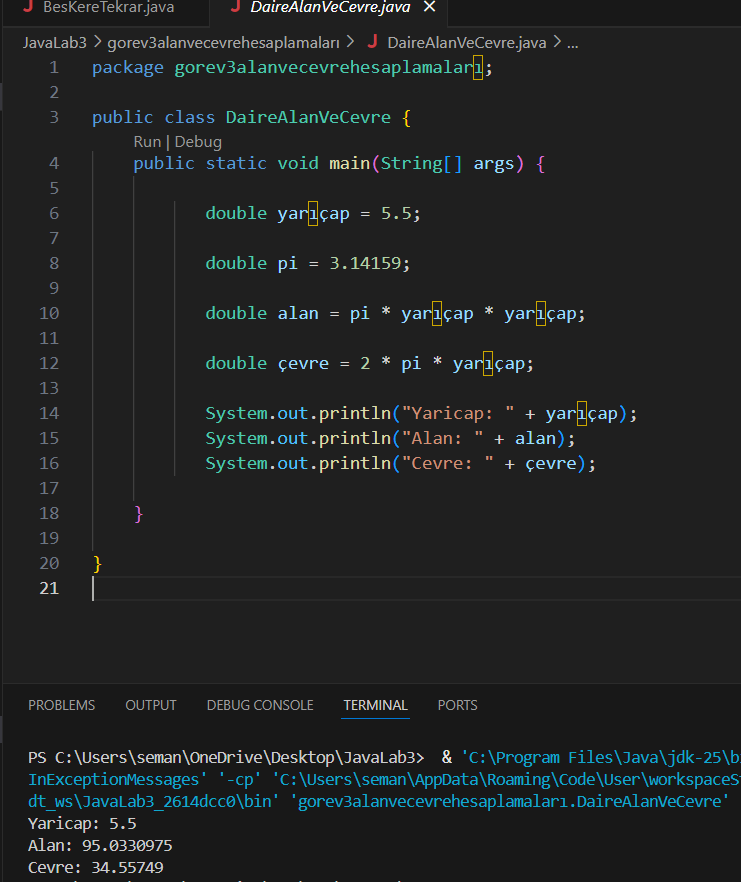 BesKereTekrar.java
DaireAlanVeCevre.java
JavaLab3 > gorev3alanvecevrehesaplamaları > DaireAlanVeCevre.java > ...
1 package gorev3alanvecevrehesaplamaları;
2
3 public class DaireAlanVeCevre {
Run | Debug
4 public static void main(String[] args) {
5
6 double yarıçap = 5.5;
7
8 double pi = 3.14159;
9
10 double alan = pi * yarıçap * yarıçap;
11
12 double çevre = 2 * pi * yarıçap;
13
14 System.out.println("Yaricap: " + yarıçap);
15 System.out.println("Alan: " + alan);
16 System.out.println("Cevre: " + çevre);
17
18 }
19
20 }
21
PROBLEMS OUTPUT DEBUG CONSOLE TERMINAL PORTS
PS C:\Users\seman\OneDrive\Desktop\JavaLab3> & 'C:\Program Files\Java\jdk-25\b
InExceptionMessages' '-cp' 'C:\Users\seman\AppData\Roaming\Code\User\workspaceS
dt_ws\JavaLab3_2614dcc0\bin' 'gorev3alanvecevrehesaplamaları.DaireAlanVeCevre'
Yaricap: 5.5
Alan: 95.0330975
Cevre: 34.55749